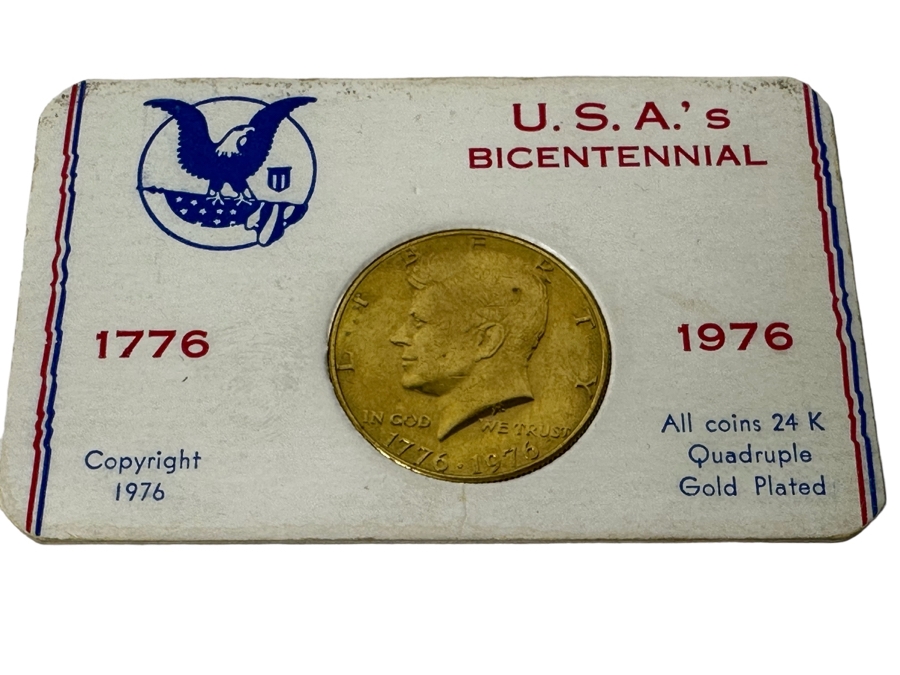 U. S. A.'s
BICENTENNIAL
1776
1976
LIBERTY
IN GOD WE TRUST
1776 · 1976
Copyright
1976
All coins 24 K
Quadruple
Gold Plated